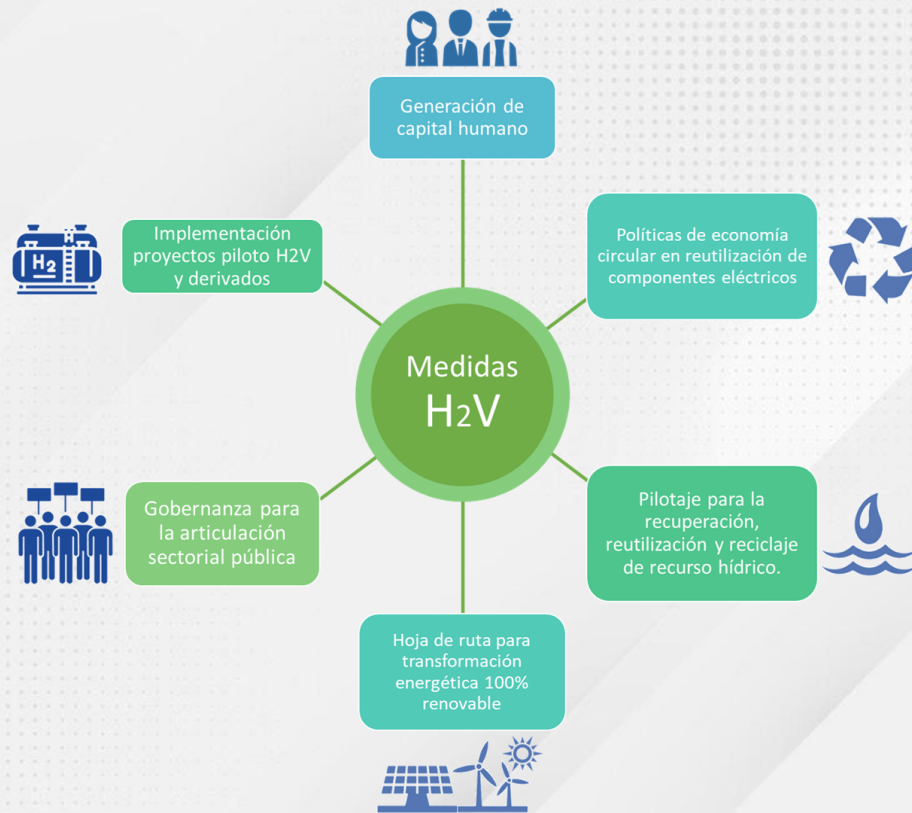 Generación de
capital humano
Políticas de economía
circular en reutilización de
componentes eléctricos
Pilotaje para la
recuperación,
reutilización y reciclaje
de recurso hídrico.
Hoja de ruta para
transformación
energética 100%
renovable
Gobernanza para
la articulación
sectorial pública
Implementación
proyectos piloto H2V
y derivados
H2
Medidas
H2V